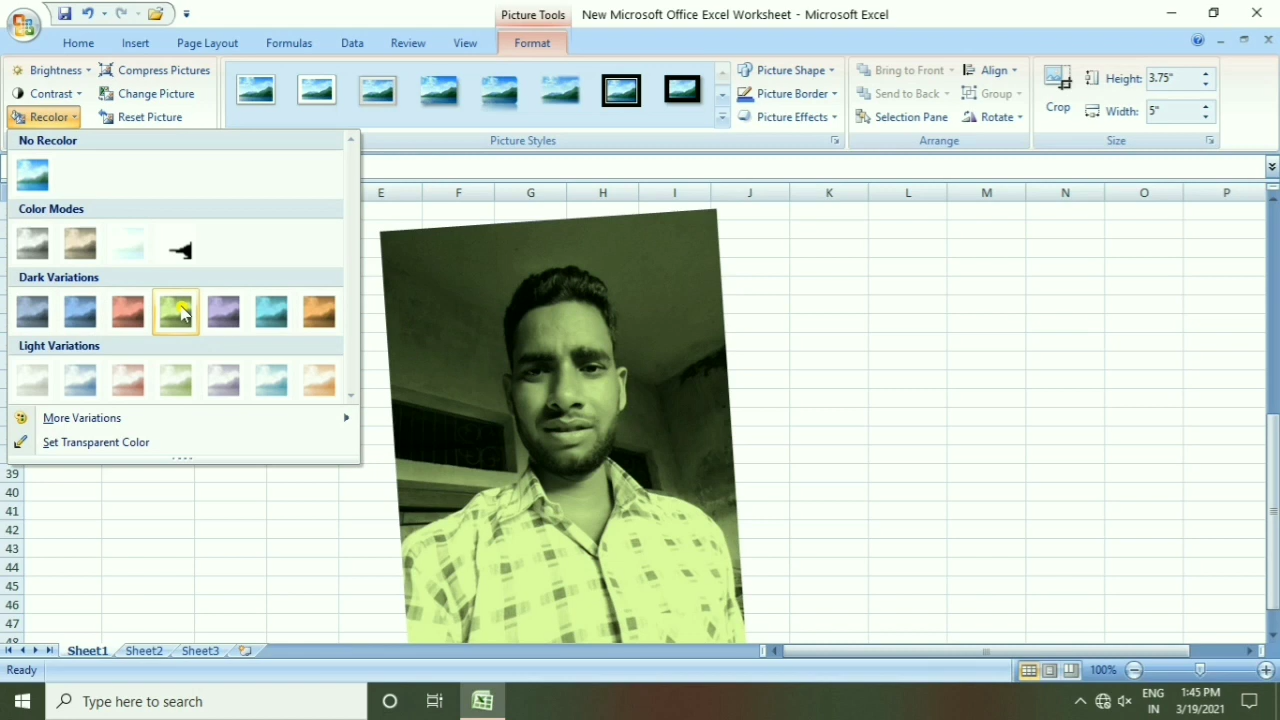 Picture Tools New Microsoft Office Excel Worksheet - Microsoft Excel
Home Insert Page Layout Formulas Data Review View Format
Brightness Compress Pictures Picture Shape Bring to Front Align Height: 3.75"
Contrast Change Picture Picture Border Send to Back Group Crop Width: 5"
Recolor Reset Picture Picture Effects Selection Pane Rotate
Picture Styles Arrange Size
No Recolor
E F G H I J K L M N O P
Color Modes
Dark Variations
Light Variations
More Variations
Set Transparent Color
39
40
41
42
43
44
45
46
47
48
Sheet1 Sheet2 Sheet3
Ready 100%
Type here to search ENG 1:45 PM
IN 3/19/2021